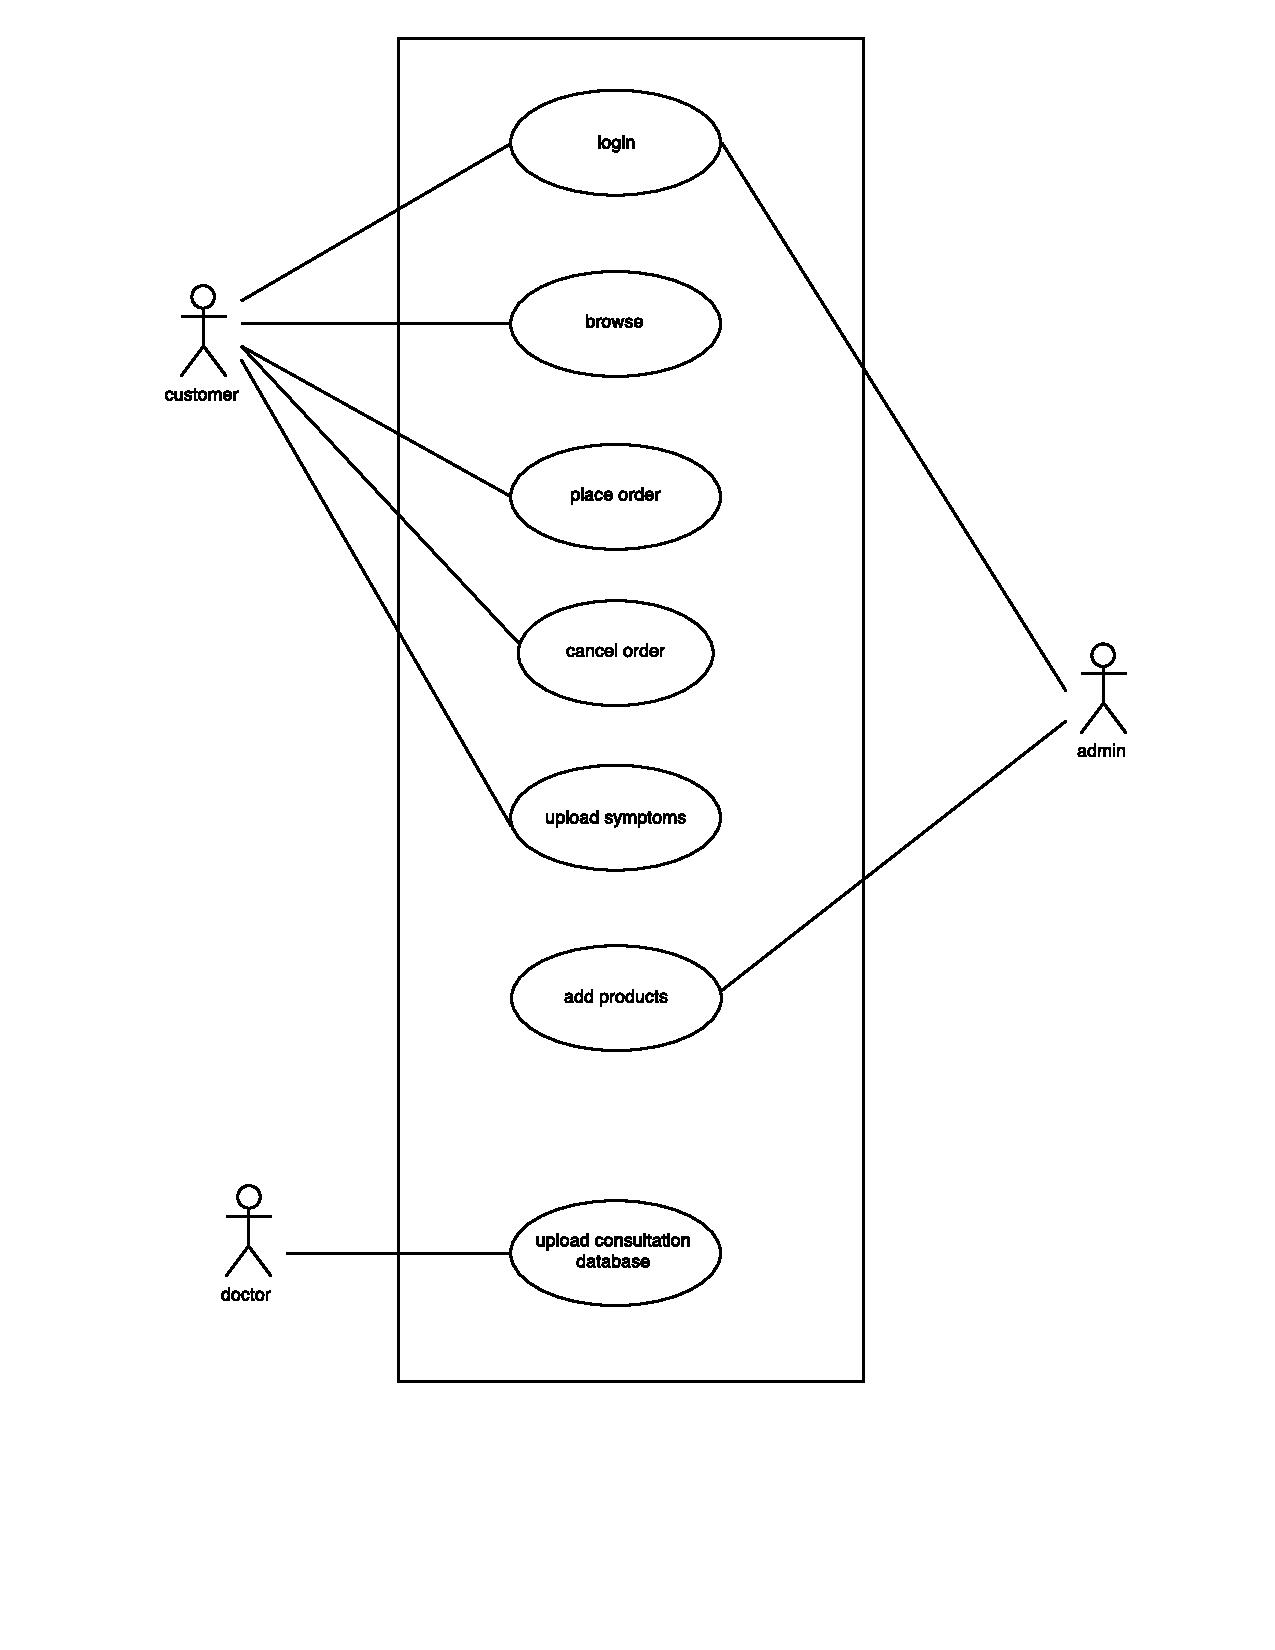 login
browse
customer
place order
cancel order
admin
upload symptoms
add products
upload consultation
database
doctor